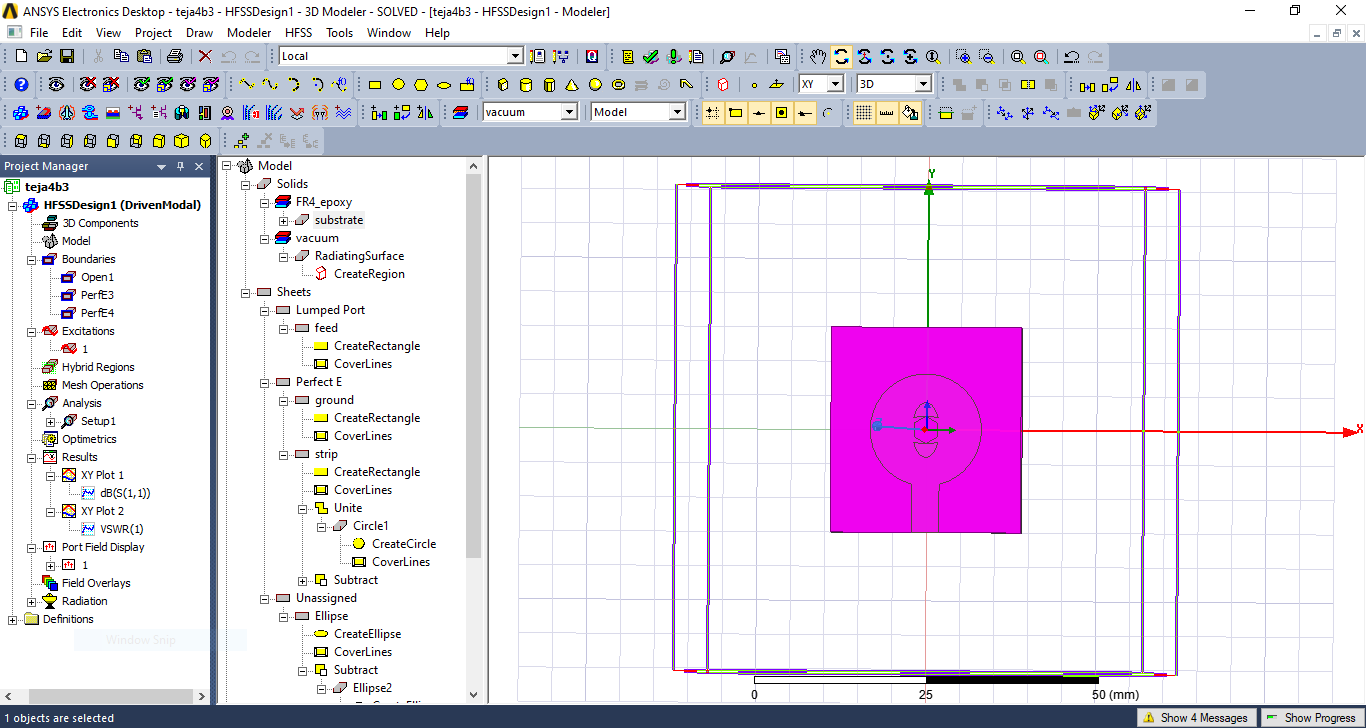 ANSYS Electronics Desktop - teja4b3 - HFSSDesign1 - 3D Modeler - SOLVED - [teja4b3 - HFSSDesign1 - Modeler]
File Edit View Project Draw Modeler HFSS Tools Window Help
Local
XY 3D
vacuum Model
Project Manager
teja4b3
HFSSDesign1 (DrivenModal)
3D Components
Model
Boundaries
Open1
PerfE3
PerfE4
Excitations
1
Hybrid Regions
Mesh Operations
Analysis
Setup1
Optimetrics
Results
XY Plot 1
dB(S(1,1))
XY Plot 2
VSWR(1)
Port Field Display
1
Field Overlays
Radiation
Definitions
Window Snip
Model
Solids
FR4_epoxy
substrate
vacuum
RadiatingSurface
CreateRegion
Sheets
Lumped Port
feed
CreateRectangle
CoverLines
Perfect E
ground
CreateRectangle
CoverLines
strip
CreateRectangle
CoverLines
Unite
Circle1
CreateCircle
CoverLines
Subtract
Unassigned
Ellipse
CreateEllipse
CoverLines
Subtract
Ellipse2
Y
X
0 25 50 (mm)
1 objects are selected
Show 4 Messages
Show Progress